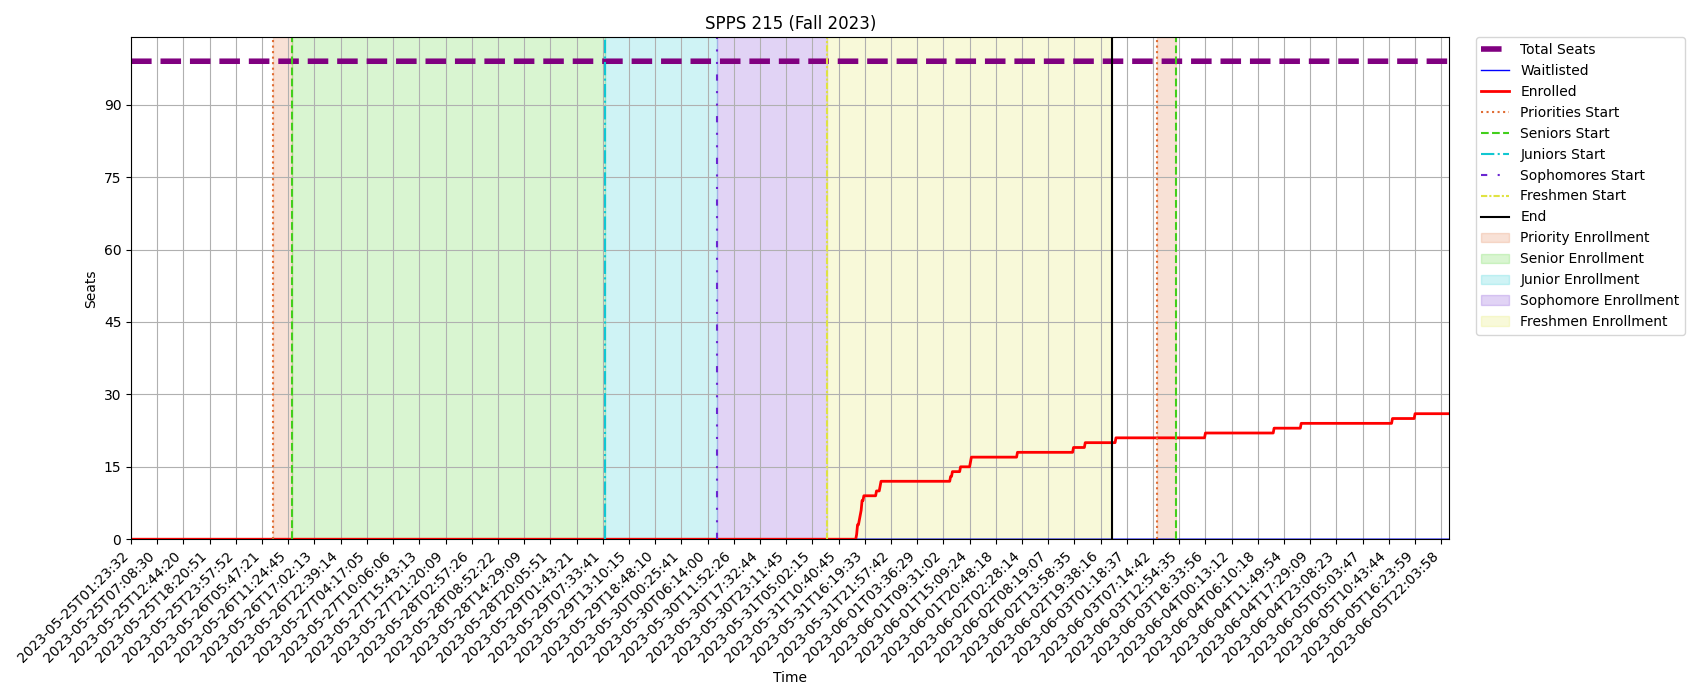 SPPS 215 (Fall 2023)
Total Seats
Waitlisted
Enrolled
Priorities Start
Seniors Start
Juniors Start
Sophomores Start
Freshmen Start
End
Priority Enrollment
Senior Enrollment
Junior Enrollment
Sophomore Enrollment
Freshmen Enrollment
Seats
90
75
60
45
30
15
0
2023-05-25T01:23:32
2023-05-25T07:08:30
2023-05-25T12:44:20
2023-05-25T18:20:51
2023-05-25T23:57:52
2023-05-26T05:47:21
2023-05-26T11:24:45
2023-05-26T17:02:13
2023-05-26T22:39:14
2023-05-27T04:17:05
2023-05-27T10:06:06
2023-05-27T15:43:13
2023-05-27T21:20:09
2023-05-28T02:57:26
2023-05-28T08:52:22
2023-05-28T14:29:09
2023-05-28T20:05:51
2023-05-29T01:43:21
2023-05-29T07:33:41
2023-05-29T13:10:15
2023-05-29T18:48:10
2023-05-30T00:25:41
2023-05-30T06:14:00
2023-05-30T11:52:26
2023-05-30T17:32:44
2023-05-30T23:11:45
2023-05-31T05:02:15
2023-05-31T10:40:45
2023-05-31T16:19:33
2023-05-31T21:57:42
2023-06-01T03:36:29
2023-06-01T09:31:02
2023-06-01T15:09:24
2023-06-01T20:48:18
2023-06-02T02:28:14
2023-06-02T08:19:07
2023-06-02T13:58:35
2023-06-02T19:38:16
2023-06-03T01:18:37
2023-06-03T07:14:42
2023-06-03T12:54:35
2023-06-03T18:33:56
2023-06-04T00:13:12
2023-06-04T06:10:18
2023-06-04T11:49:54
2023-06-04T17:29:09
2023-06-04T23:08:23
2023-06-05T05:03:47
2023-06-05T10:43:44
2023-06-05T16:23:59
2023-06-05T22:03:58
Time